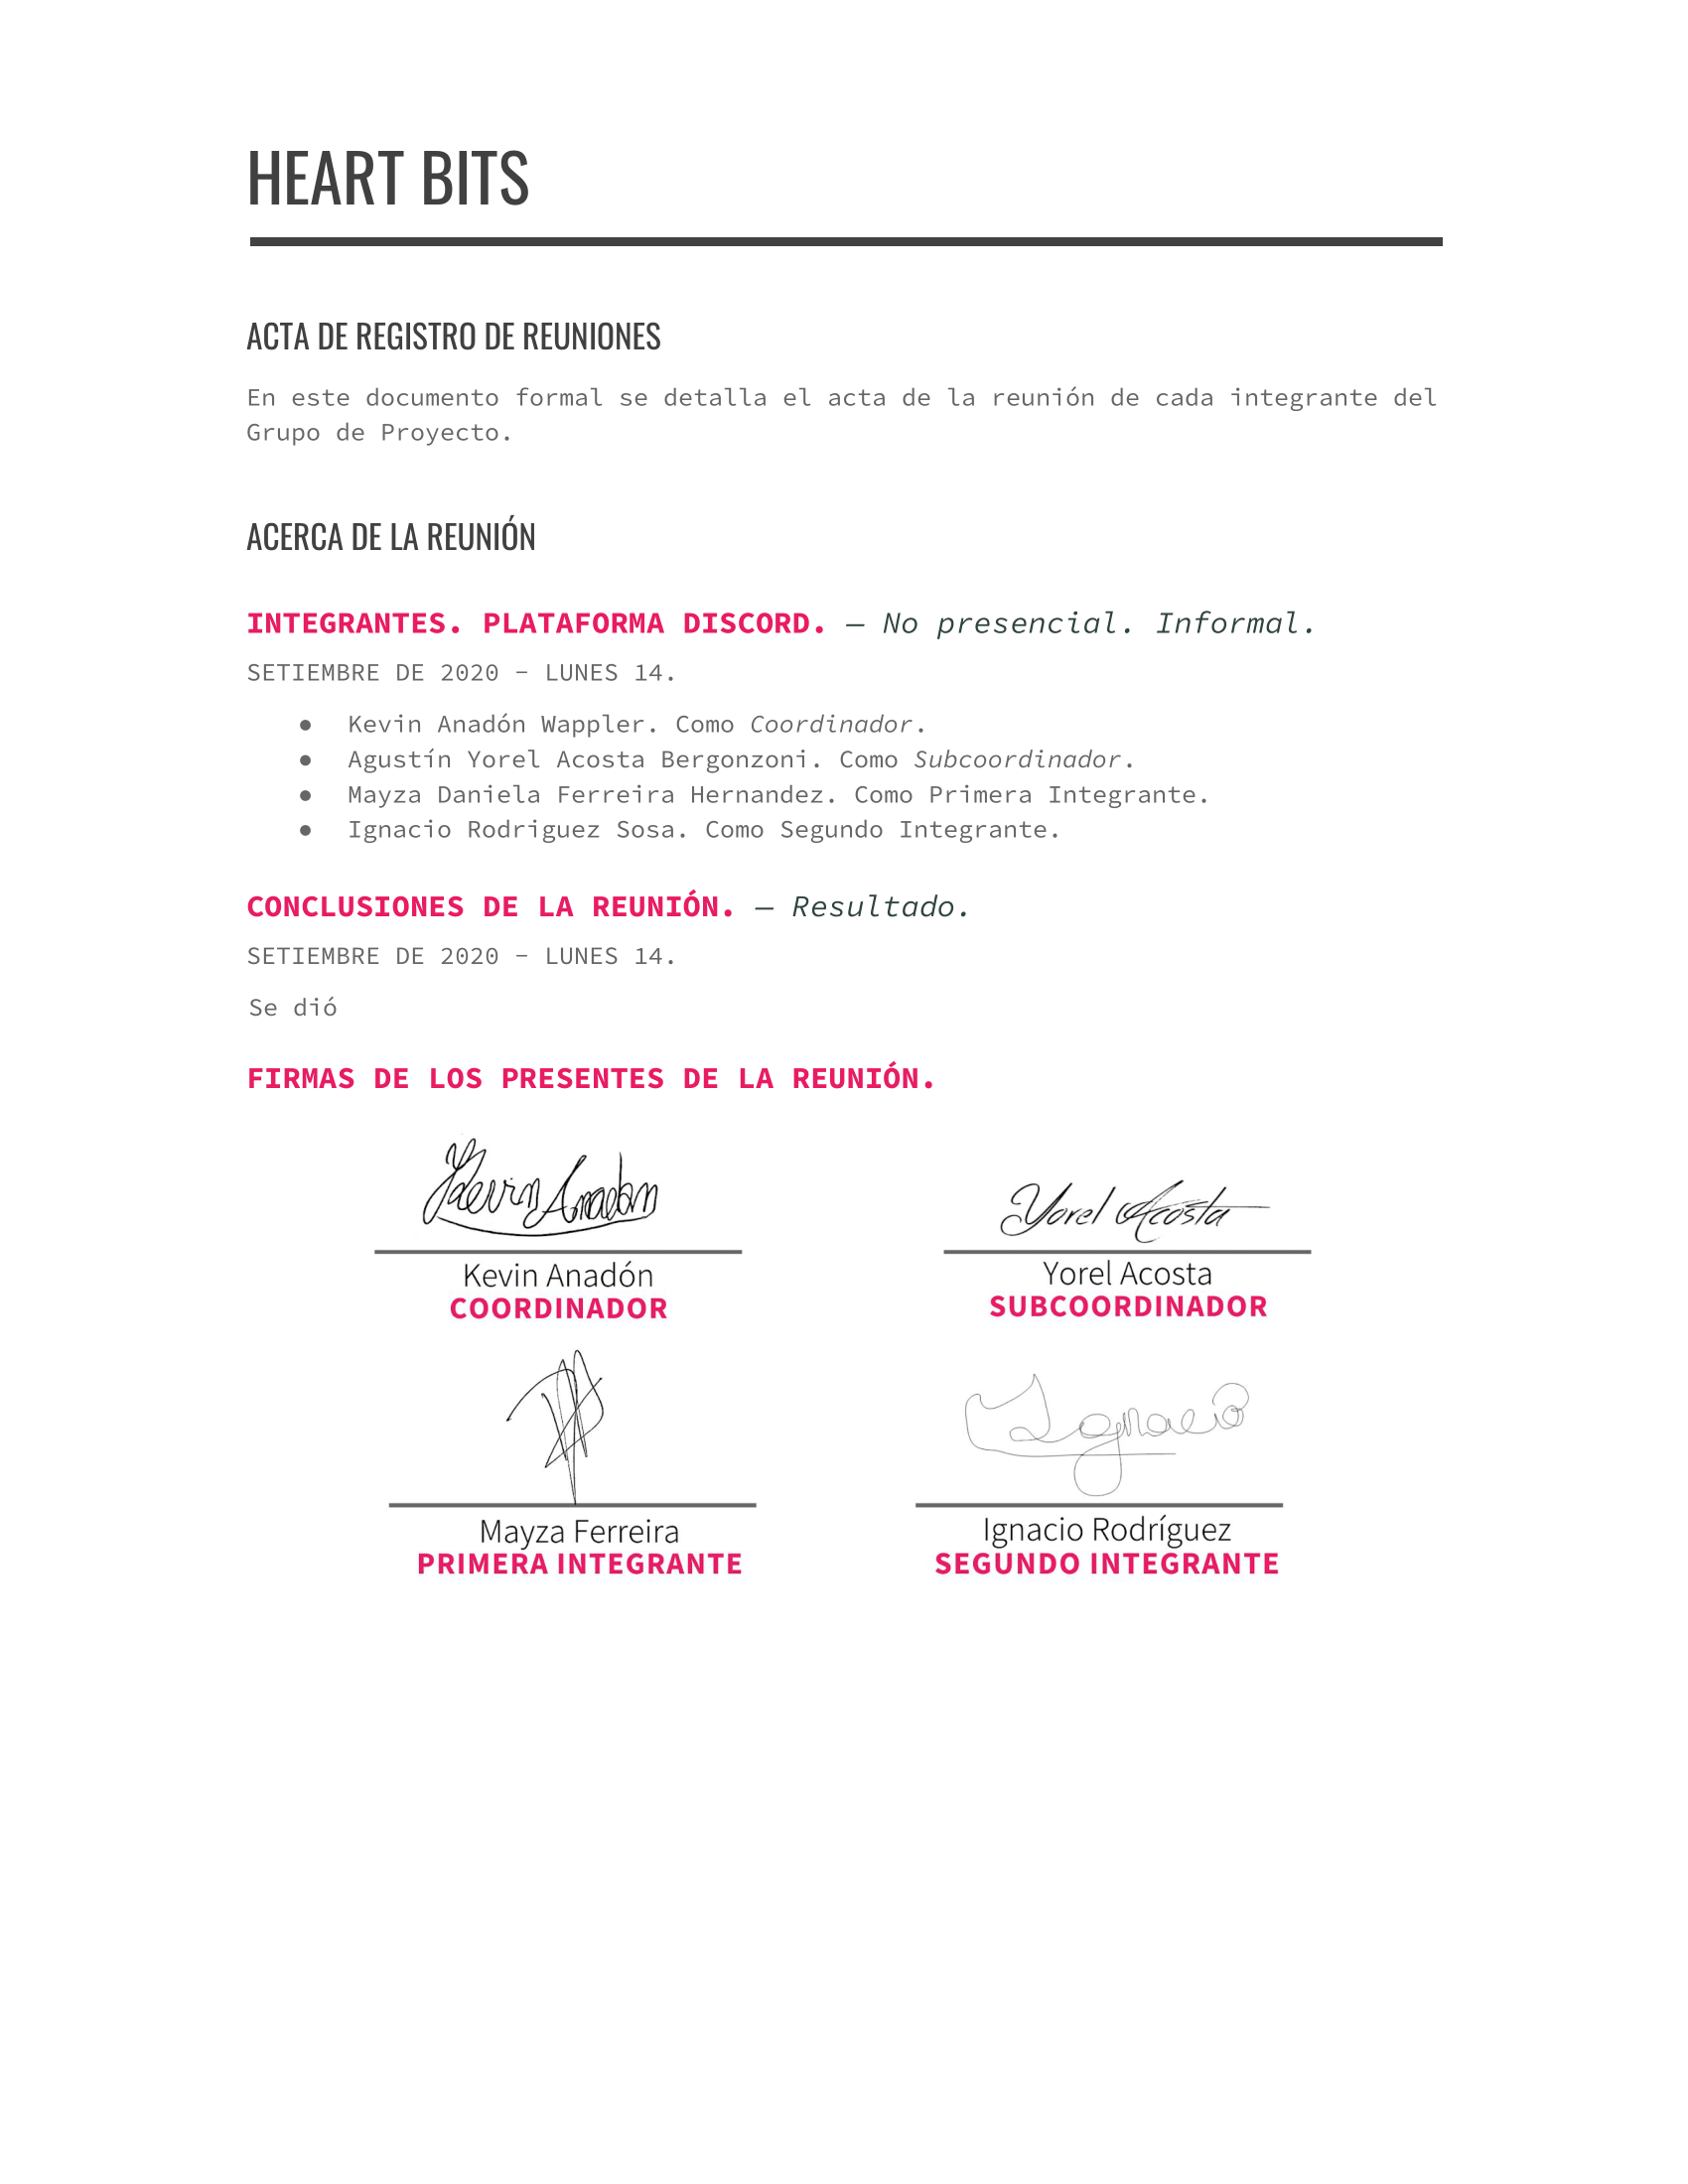 HEART BITS
ACTA DE REGISTRO DE REUNIONES
En este documento formal se detalla el acta de la reunión de cada integrante del
Grupo de Proyecto.
ACERCA DE LA REUNIÓN
INTEGRANTES. PLATAFORMA DISCORD. — No presencial. Informal.
SETIEMBRE DE 2020 - LUNES 14.
● Kevin Anadón Wappler. Como Coordinador.
● Agustín Yorel Acosta Bergonzoni. Como Subcoordinador.
● Mayza Daniela Ferreira Hernandez. Como Primera Integrante.
● Ignacio Rodriguez Sosa. Como Segundo Integrante.
CONCLUSIONES DE LA REUNIÓN. — Resultado.
SETIEMBRE DE 2020 - LUNES 14.
Se dió
FIRMAS DE LOS PRESENTES DE LA REUNIÓN.
Kevin Anadón
Yorel Acosta
Kevin Anadón
COORDINADOR
Yorel Acosta
SUBCOORDINADOR
Ignacio
Mayza Ferreira
PRIMERA INTEGRANTE
Ignacio Rodríguez
SEGUNDO INTEGRANTE